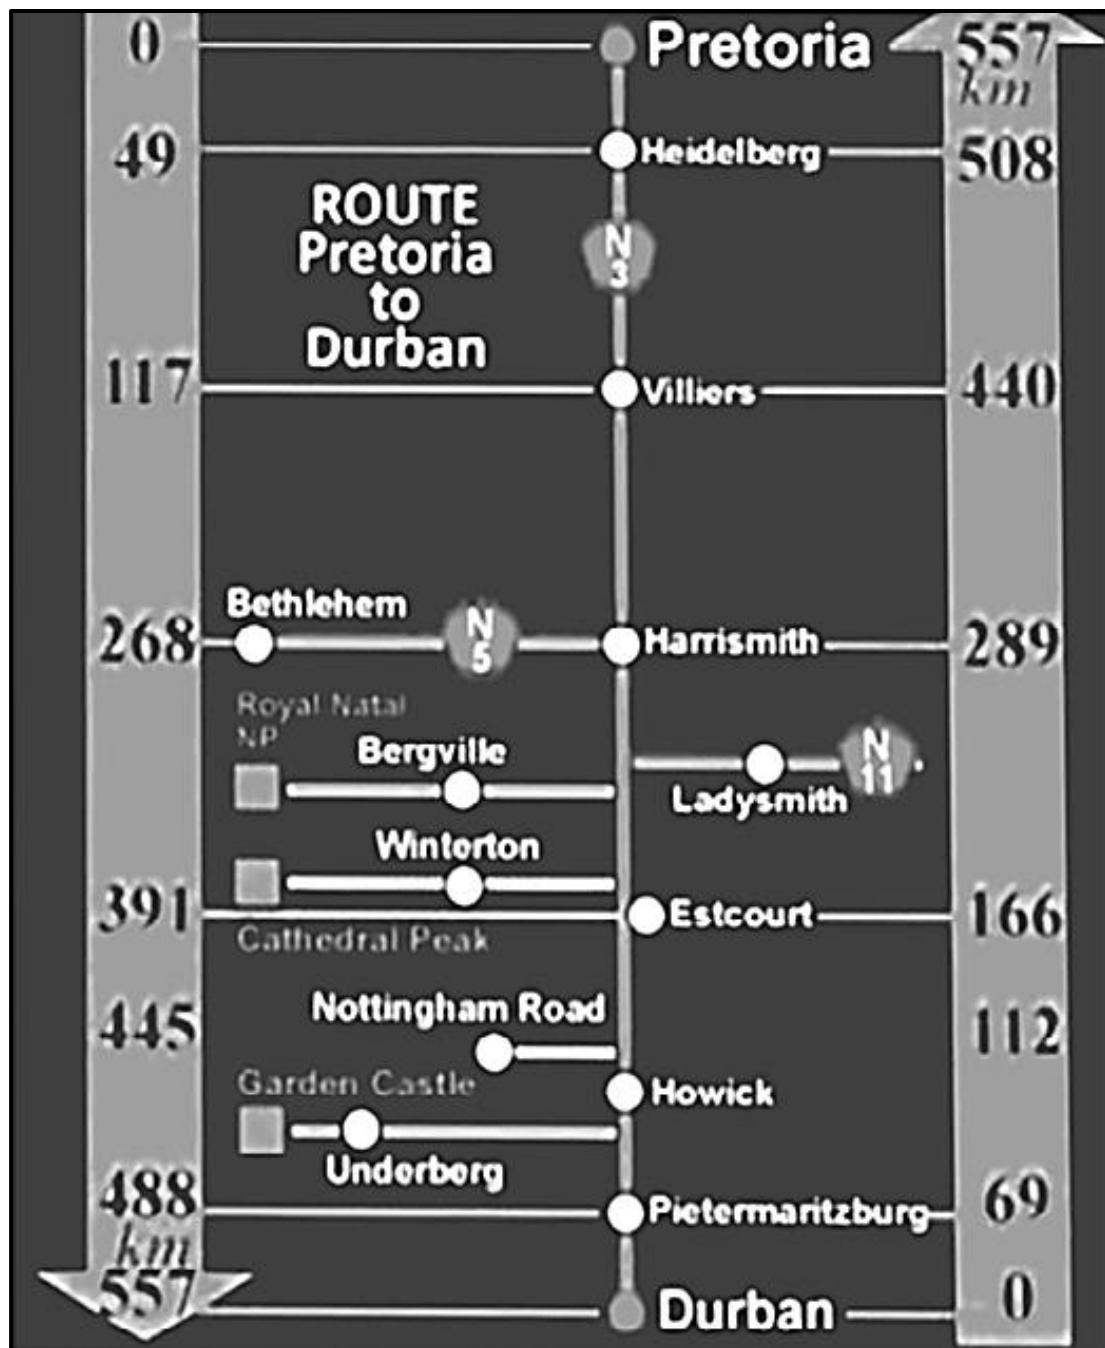 0
Pretoria
557
km
49
Heidelberg
508
ROUTE
Pretoria
to
Durban
N
3
117
Villiers
440
Bethlehem
N
5
268
Harrismith
289
Royal Natal
NP
Bergville
N
11
Ladysmith
Winterton
391
Estcourt
166
Cathedral Peak
Nottingham Road
445
112
Garden Castle
Howick
Underberg
488
km
Pietermaritzburg
69
557
Durban
0